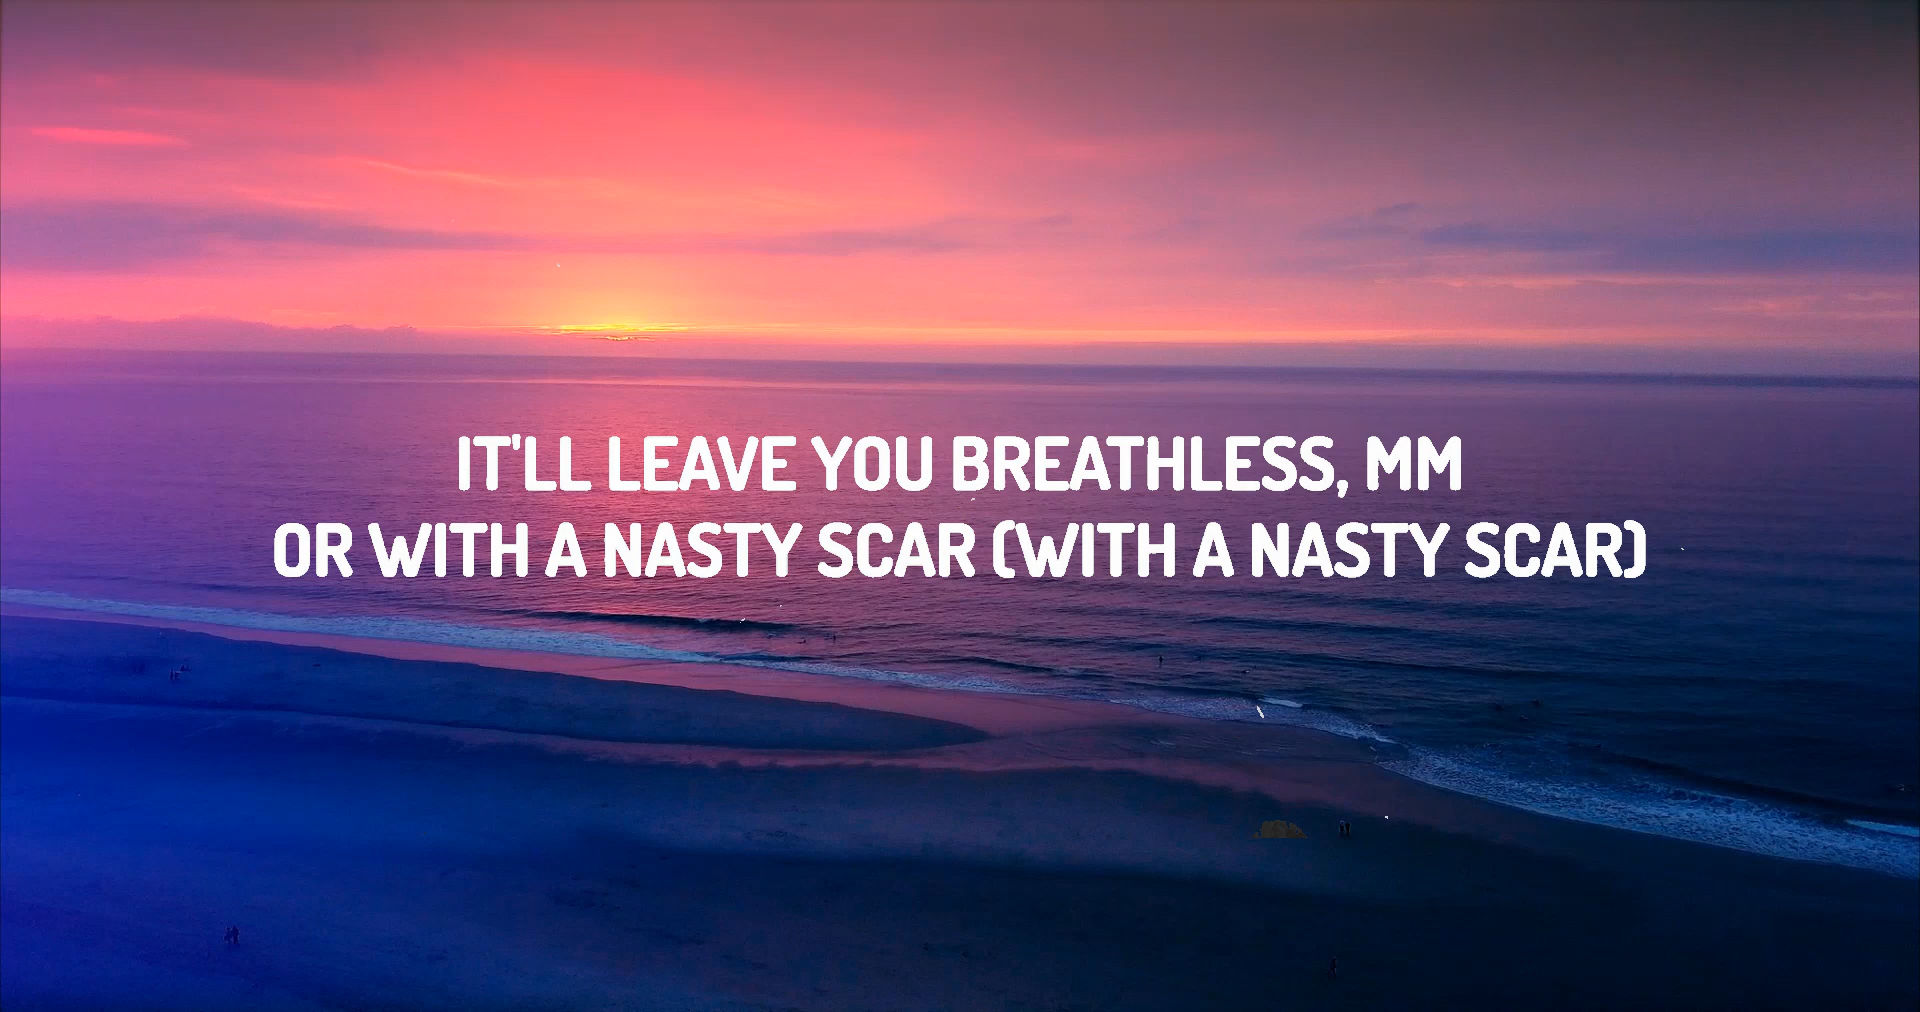 IT'LL LEAVE YOU BREATHLESS, MM
OR WITH A NASTY SCAR (WITH A NASTY SCAR)